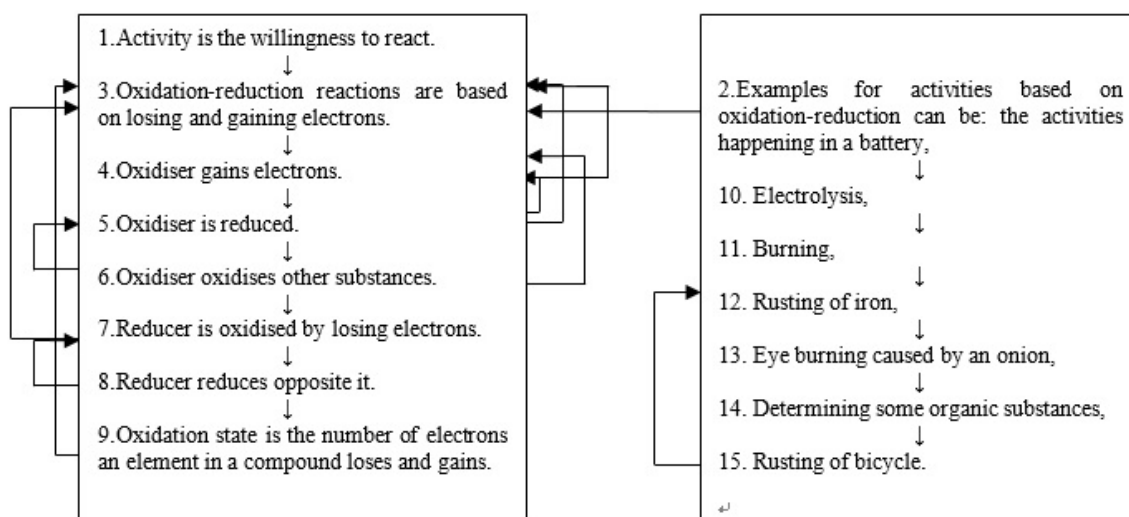 1.Activity is the willingness to react.
3.Oxidation-reduction reactions are based
on losing and gaining electrons.
4.Oxidiser gains electrons.
5.Oxidiser is reduced.
6.Oxidiser oxidises other substances.
7.Reducer is oxidised by losing electrons.
8.Reducer reduces opposite it.
9.Oxidation state is the number of electrons
an element in a compound loses and gains.
2.Examples for activities based on
oxidation-reduction can be: the activities
happening in a battery,
10. Electrolysis,
11. Burning,
12. Rusting of iron,
13. Eye burning caused by an onion,
14. Determining some organic substances,
15. Rusting of bicycle.